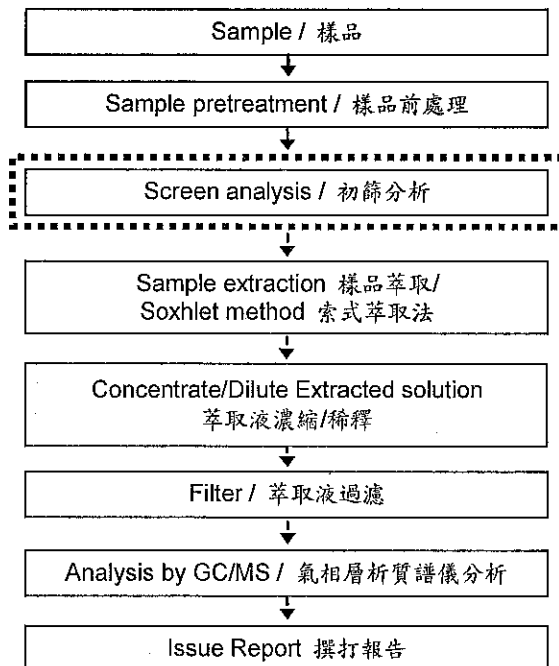 Sample / 樣品
Sample pretreatment / 樣品前處理
Screen analysis / 初篩分析
Sample extraction 樣品萃取/
Soxhlet method 索式萃取法
Concentrate/Dilute Extracted solution
萃取液濃縮/稀釋
Filter / 萃取液過濾
Analysis by GC/MS / 氣相層析質譜儀分析
Issue Report 撰打報告